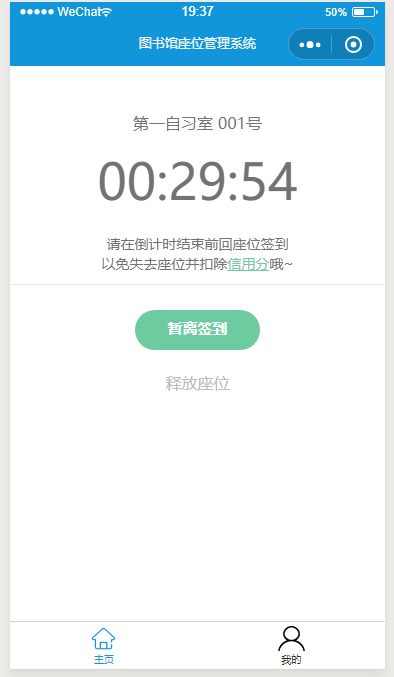 WeChat 19:37 50%
图书馆座位管理系统
第一自习室 001号
00:29:54
请在倒计时结束前回座位签到
以免失去座位并扣除信用分哦~
暂离签到
释放座位
主页 我的